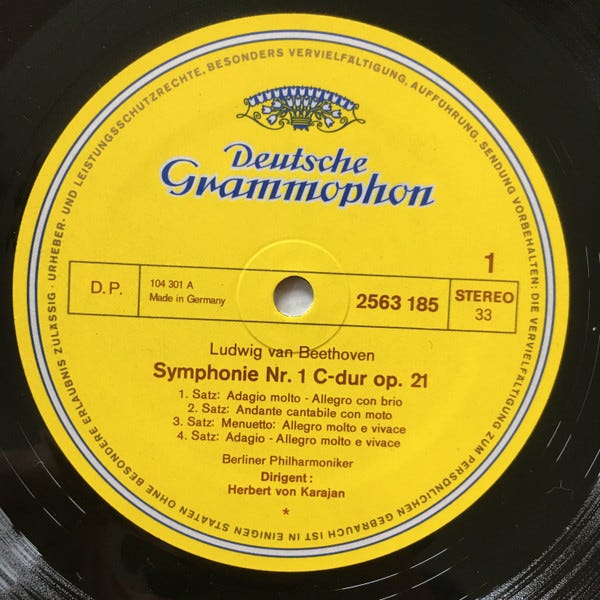 URHEBER- UND LEISTUNGSSCHUTZRECHTE, BESONDERS VERVIELFÄLTIGUNG, AUFFÜHRUNG, SENDUNG VORBEHALTEN: DIE VERVIELFÄLTIGUNG ZUM PERSÖNLICHEN GEBRAUCH IST IN EINIGEN STAATEN OHNE BESONDERE ERLAUBNIS ZULÄSSIG ·
Deutsche
Grammophon
1
D.P.
104 301 A
Made in Germany
2563 185
STEREO
33
Ludwig van Beethoven
Symphonie Nr. 1 C-dur op. 21
1. Satz: Adagio molto - Allegro con brio
2. Satz: Andante cantabile con moto
3. Satz: Menuetto: Allegro molto e vivace
4. Satz: Adagio - Allegro molto e vivace
Berliner Philharmoniker
Dirigent:
Herbert von Karajan
*